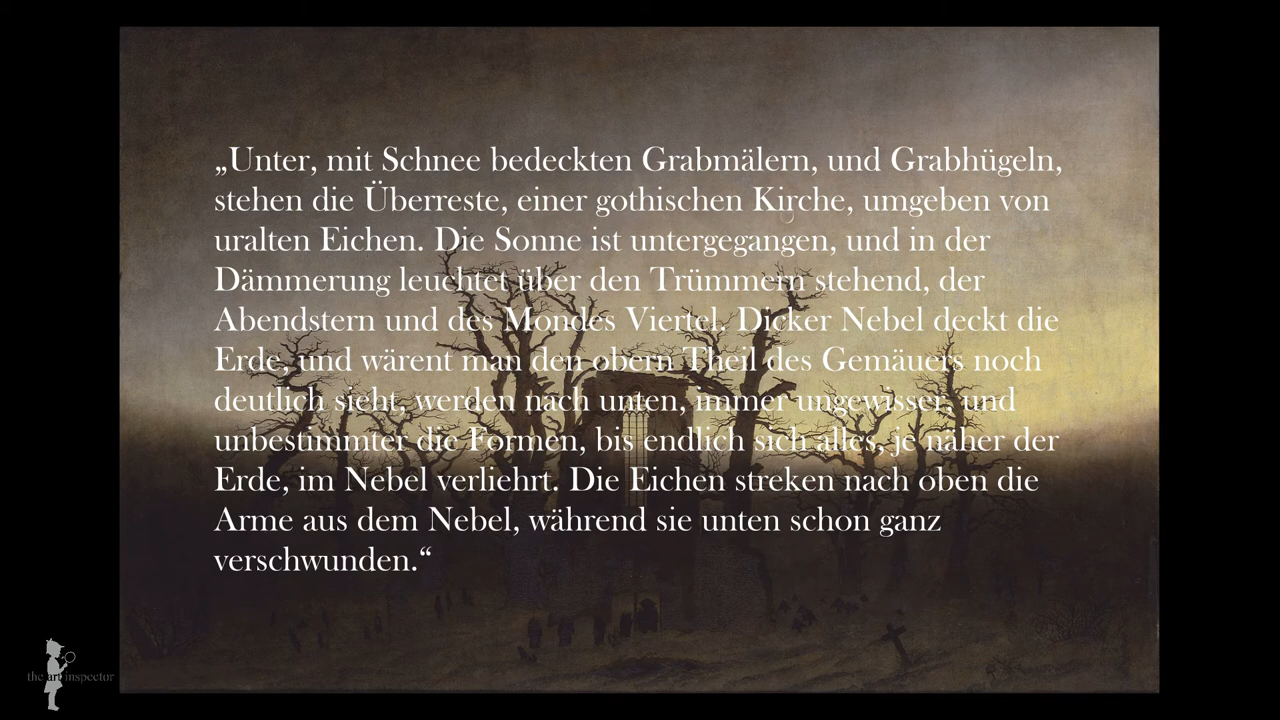 „Unter, mit Schnee bedeckten Grabmälern, und Grabhügeln,
stehen die Überreste, einer gothischen Kirche, umgeben von
uralten Eichen. Die Sonne ist untergegangen, und in der
Dämmerung leuchtet über den Trümmern stehend, der
Abendstern und des Mondes Viertel. Dicker Nebel deckt die
Erde, und wärent man den obern Theil des Gemäuers noch
deutlich sieht, werden nach unten, immer ungewisser, und
unbestimmter die Formen, bis endlich sich alles, je näher der
Erde, im Nebel verliehrt. Die Eichen streken nach oben die
Arme aus dem Nebel, während sie unten schon ganz
verschwunden.“
the art inspector